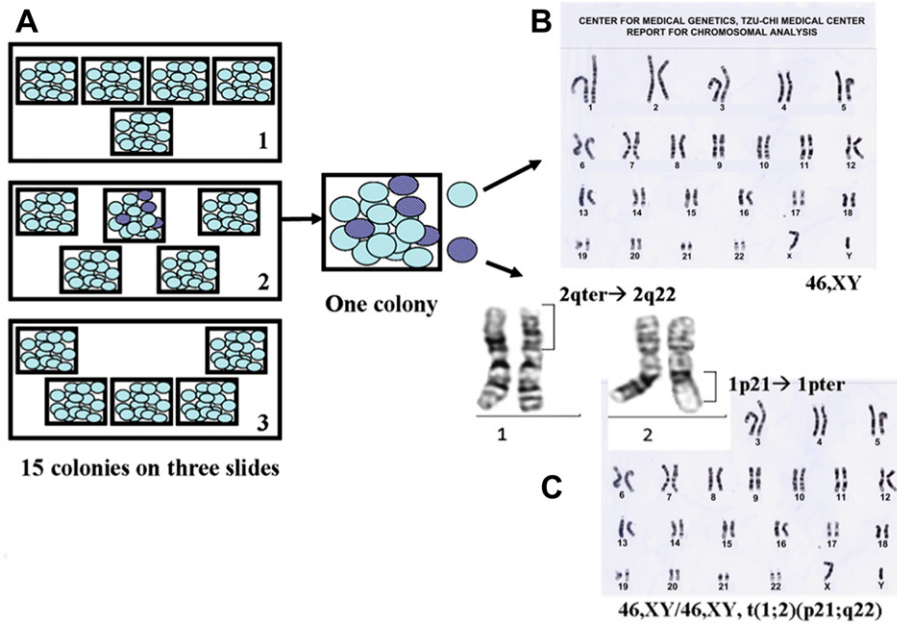 A
1
2
3
15 colonies on three slides
One colony
B
CENTER FOR MEDICAL GENETICS, TZU-CHI MEDICAL CENTER
REPORT FOR CHROMOSOMAL ANALYSIS
1 2 3 4 5
6 7 8 9 10 11 12
13 14 15 16 17 18
19 20 21 22 X Y
46,XY
2qter→ 2q22
1p21→ 1pter
1 2
C
3 4 5
6 7 8 9 10 11 12
13 14 15 16 17 18
19 20 21 22 X Y
46,XY/46,XY, t(1;2)(p21;q22)